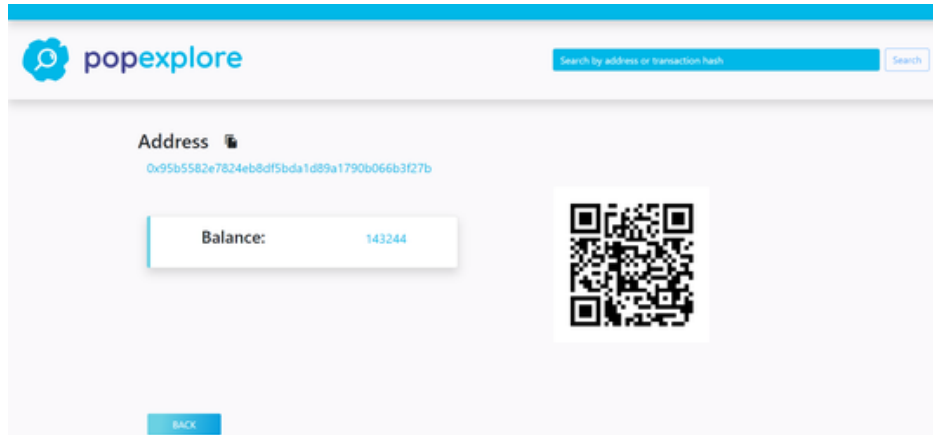 popexplore
Search by address or transaction hash
Search
Address
0x95b5582e7824eb8df5bda1d89a1790b066b3f27b
Balance: 143244
BACK